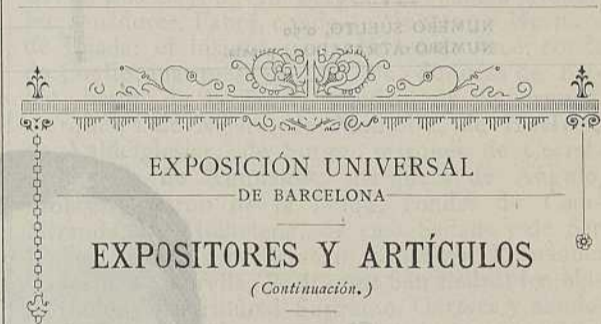 EXPOSICIÓN UNIVERSAL
DE BARCELONA
EXPOSITORES Y ARTÍCULOS
(Continuación.)